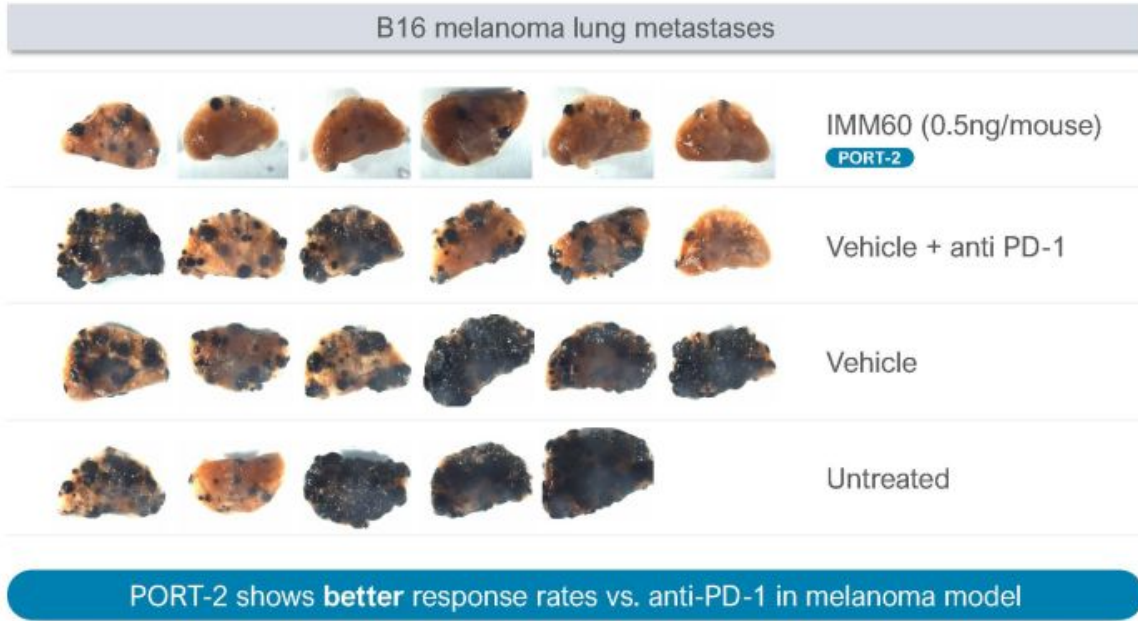 B16 melanoma lung metastases
IMM60 (0.5ng/mouse)
PORT-2
Vehicle + anti PD-1
Vehicle
Untreated
PORT-2 shows better response rates vs. anti-PD-1 in melanoma model